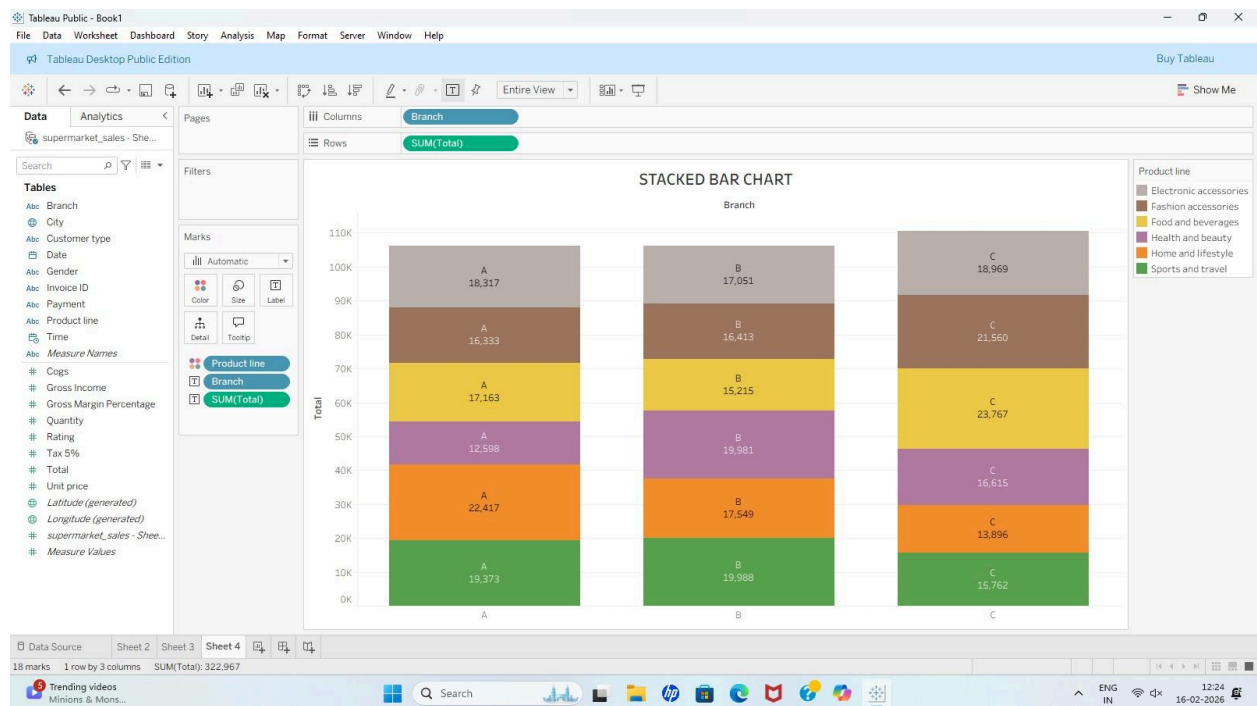 Tableau Public - Book1
File Data Worksheet Dashboard Story Analysis Map Format Server Window Help
Tableau Desktop Public Edition
Buy Tableau
Entire View
Show Me
Data Analytics
supermarket_sales - She...
Search
Tables
Abc Branch
City
Abc Customer type
Date
Abc Gender
Abc Invoice ID
Abc Payment
Abc Product line
Time
Abc Measure Names
# Cogs
# Gross Income
# Gross Margin Percentage
# Quantity
# Rating
# Tax 5%
# Total
# Unit price
Latitude (generated)
Longitude (generated)
# supermarket_sales - Shee...
# Measure Values
Pages
Filters
Marks
Automatic
Color Size Label
Detail Tooltip
Product line
Branch
SUM(Total)
iii Columns Branch
Rows SUM(Total)
STACKED BAR CHART
Branch
Total
110K
100K
90K
80K
70K
60K
50K
40K
30K
20K
10K
0K
A
18,317
A
16,333
A
17,163
A
12,598
A
22,417
A
19,373
B
17,051
B
16,413
B
15,215
B
19,981
B
17,549
B
19,988
C
18,969
C
21,560
C
23,767
C
16,615
C
13,896
C
15,762
A B C
Product line
Electronic accessories
Fashion accessories
Food and beverages
Health and beauty
Home and lifestyle
Sports and travel
Data Source Sheet 2 Sheet 3 Sheet 4
18 marks 1 row by 3 columns SUM(Total): 322,967
5
Trending videos
Minions & Mons...
Search
hp
ENG
IN
12:24
16-02-2026